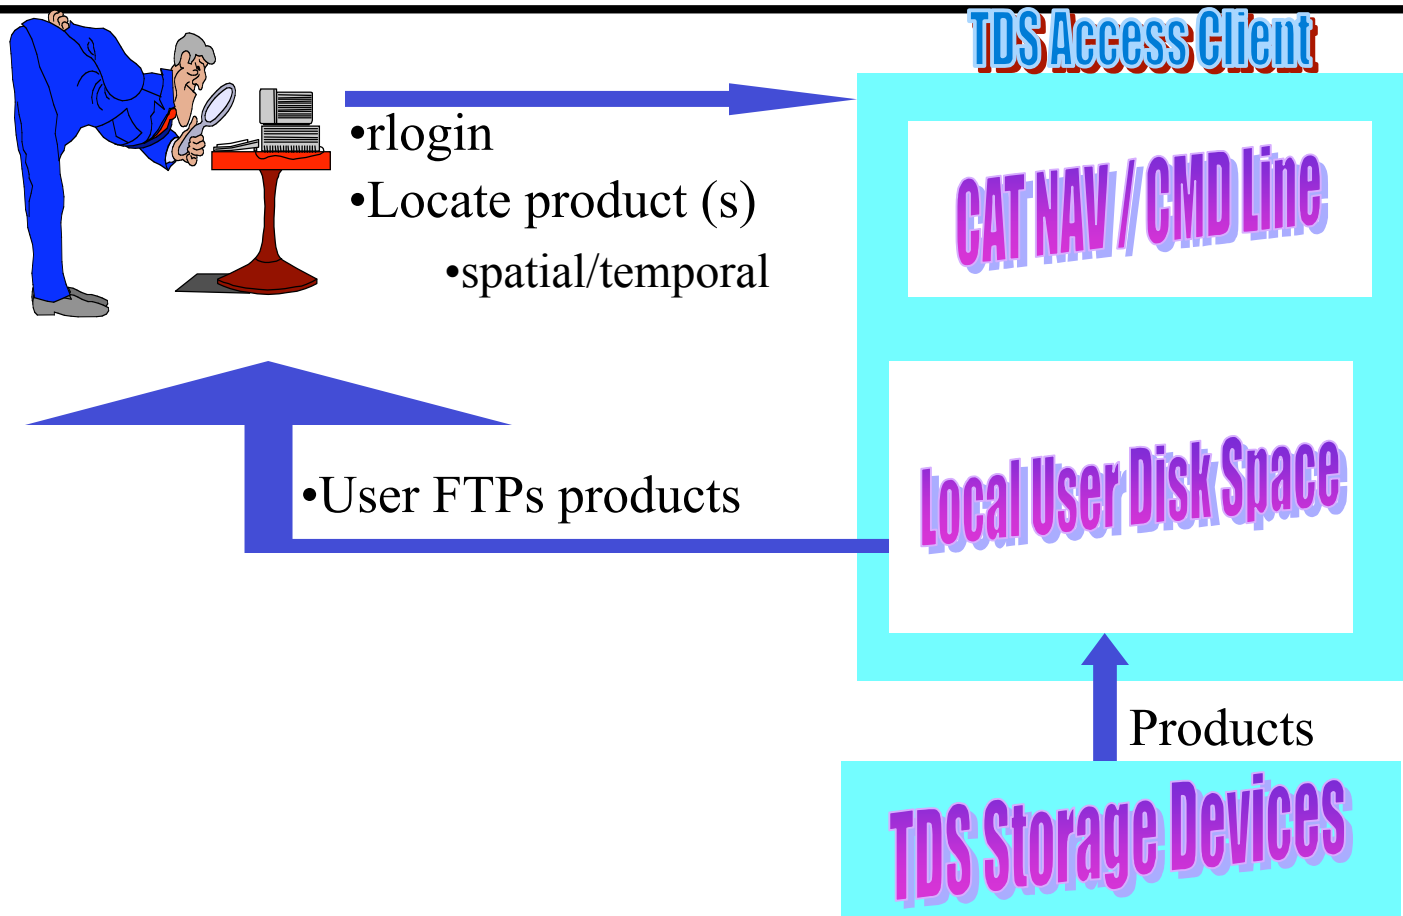 TDS Access Client
•rlogin
•Locate product (s)
•spatial/temporal
CAT NAV / CMD Line
•User FTPs products
Local User Disk Space
Products
TDS Storage Devices